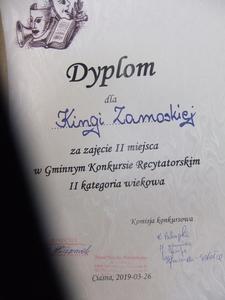 Dyplom
dla
Kingi Zamoskiej
za zajęcie II miejsca
w Gminnym Konkursie Recytatorskim
II kategoria wiekowa
Komisja konkursowa
Ciasna, 2019-03-26